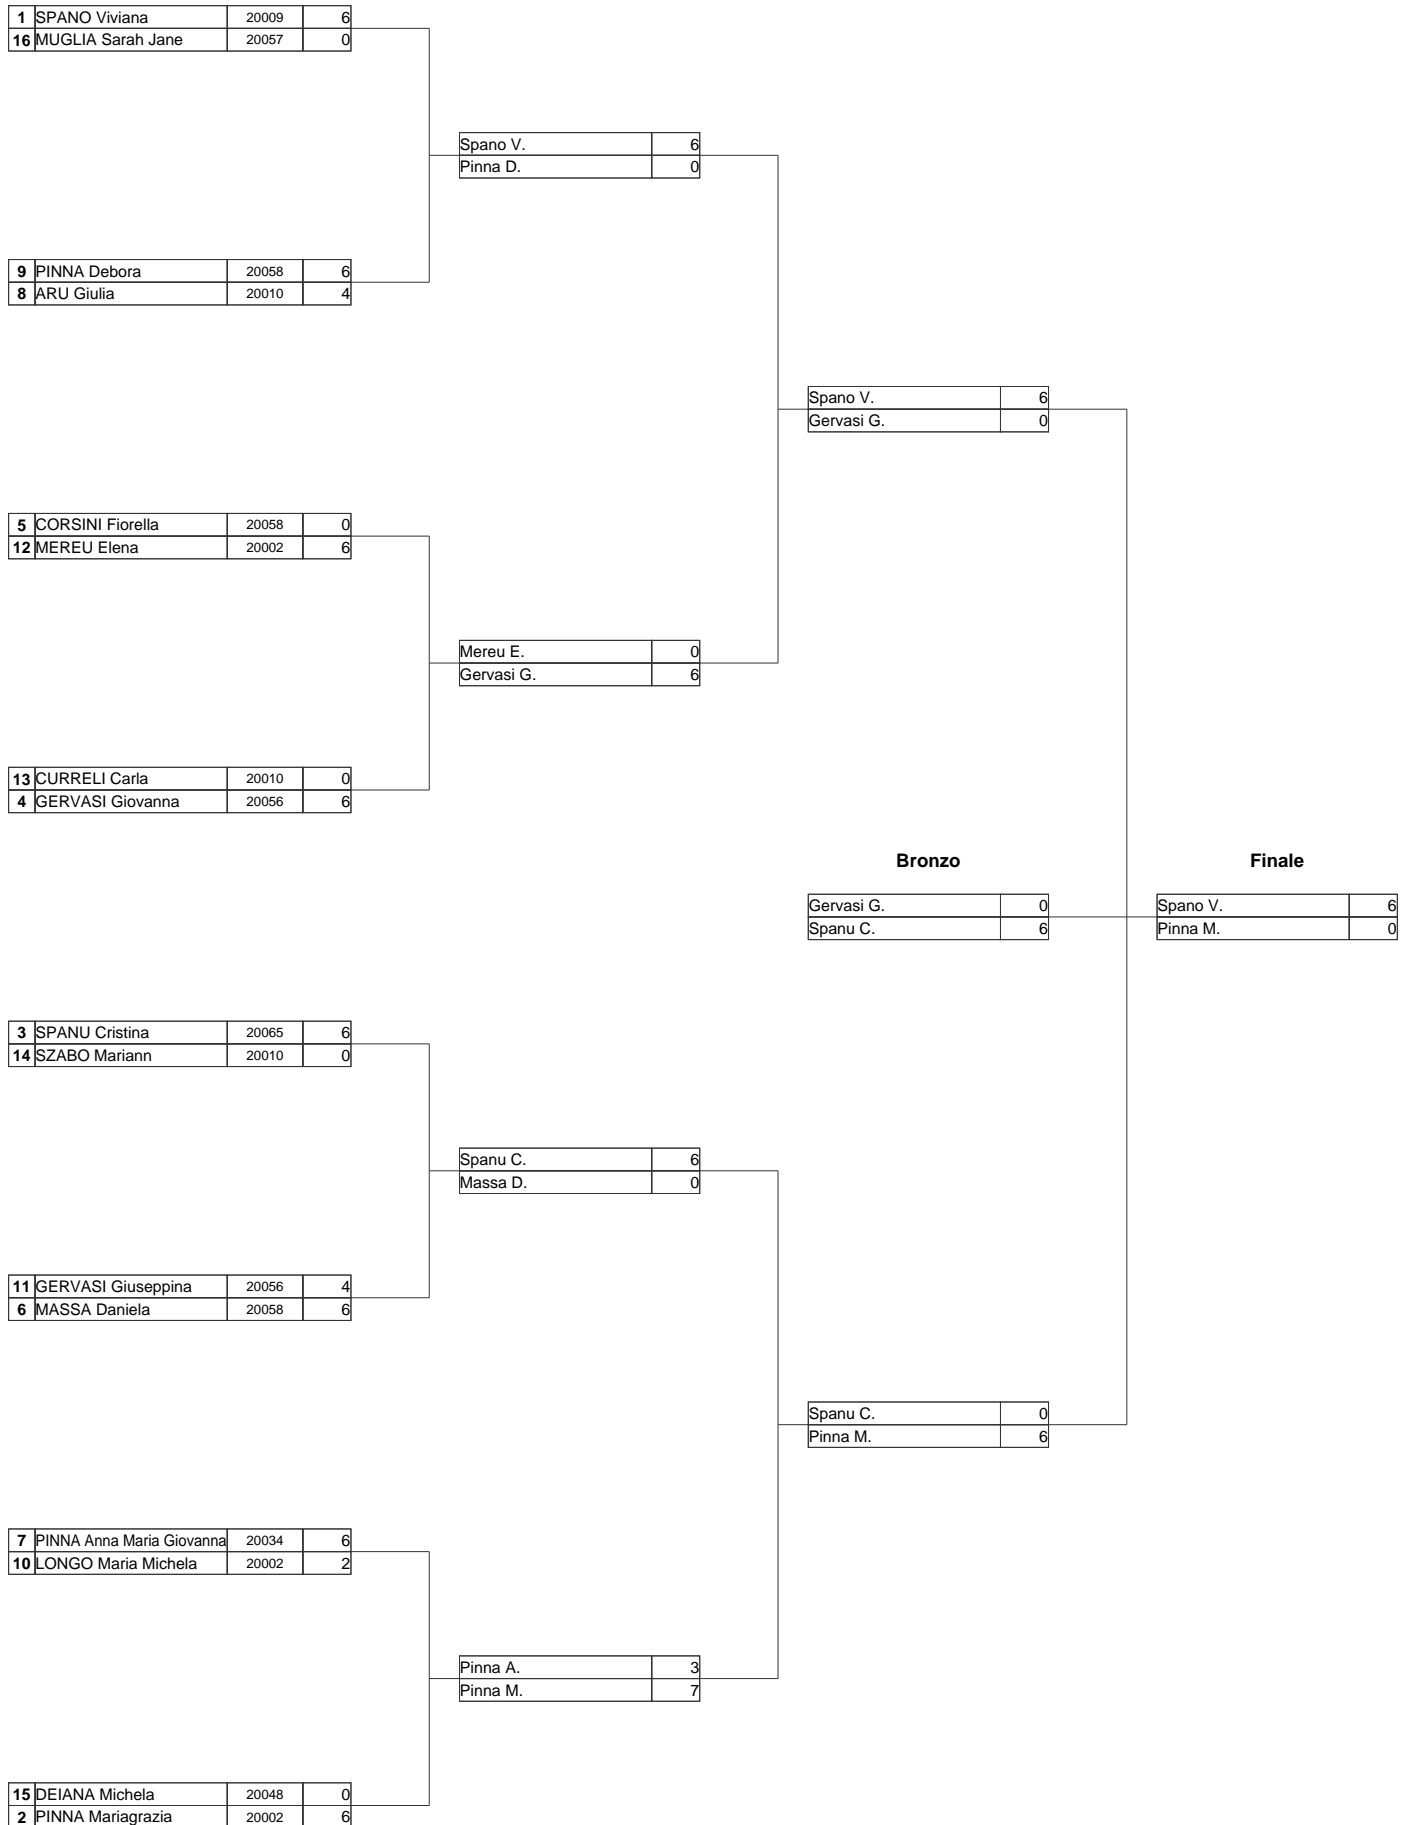 1 SPANO Viviana 20009 6
16 MUGLIA Sarah Jane 20057 0
Spano V. 6
Pinna D. 0
9 PINNA Debora 20058 6
8 ARU Giulia 20010 4
Spano V. 6
Gervasi G. 0
5 CORSINI Fiorella 20058 0
12 MEREU Elena 20002 6
Mereu E. 0
Gervasi G. 6
13 CURRELI Carla 20010 0
4 GERVASI Giovanna 20056 6
Bronzo Finale
Gervasi G. 0 Spano V. 6
Spanu C. 6 Pinna M. 0
3 SPANU Cristina 20065 6
14 SZABO Mariann 20010 0
Spanu C. 6
Massa D. 0
11 GERVASI Giuseppina 20056 4
6 MASSA Daniela 20058 6
Spanu C. 0
Pinna M. 6
7 PINNA Anna Maria Giovanna 20034 6
10 LONGO Maria Michela 20002 2
Pinna A. 3
Pinna M. 7
15 DEIANA Michela 20048 0
2 PINNA Mariagrazia 20002 6